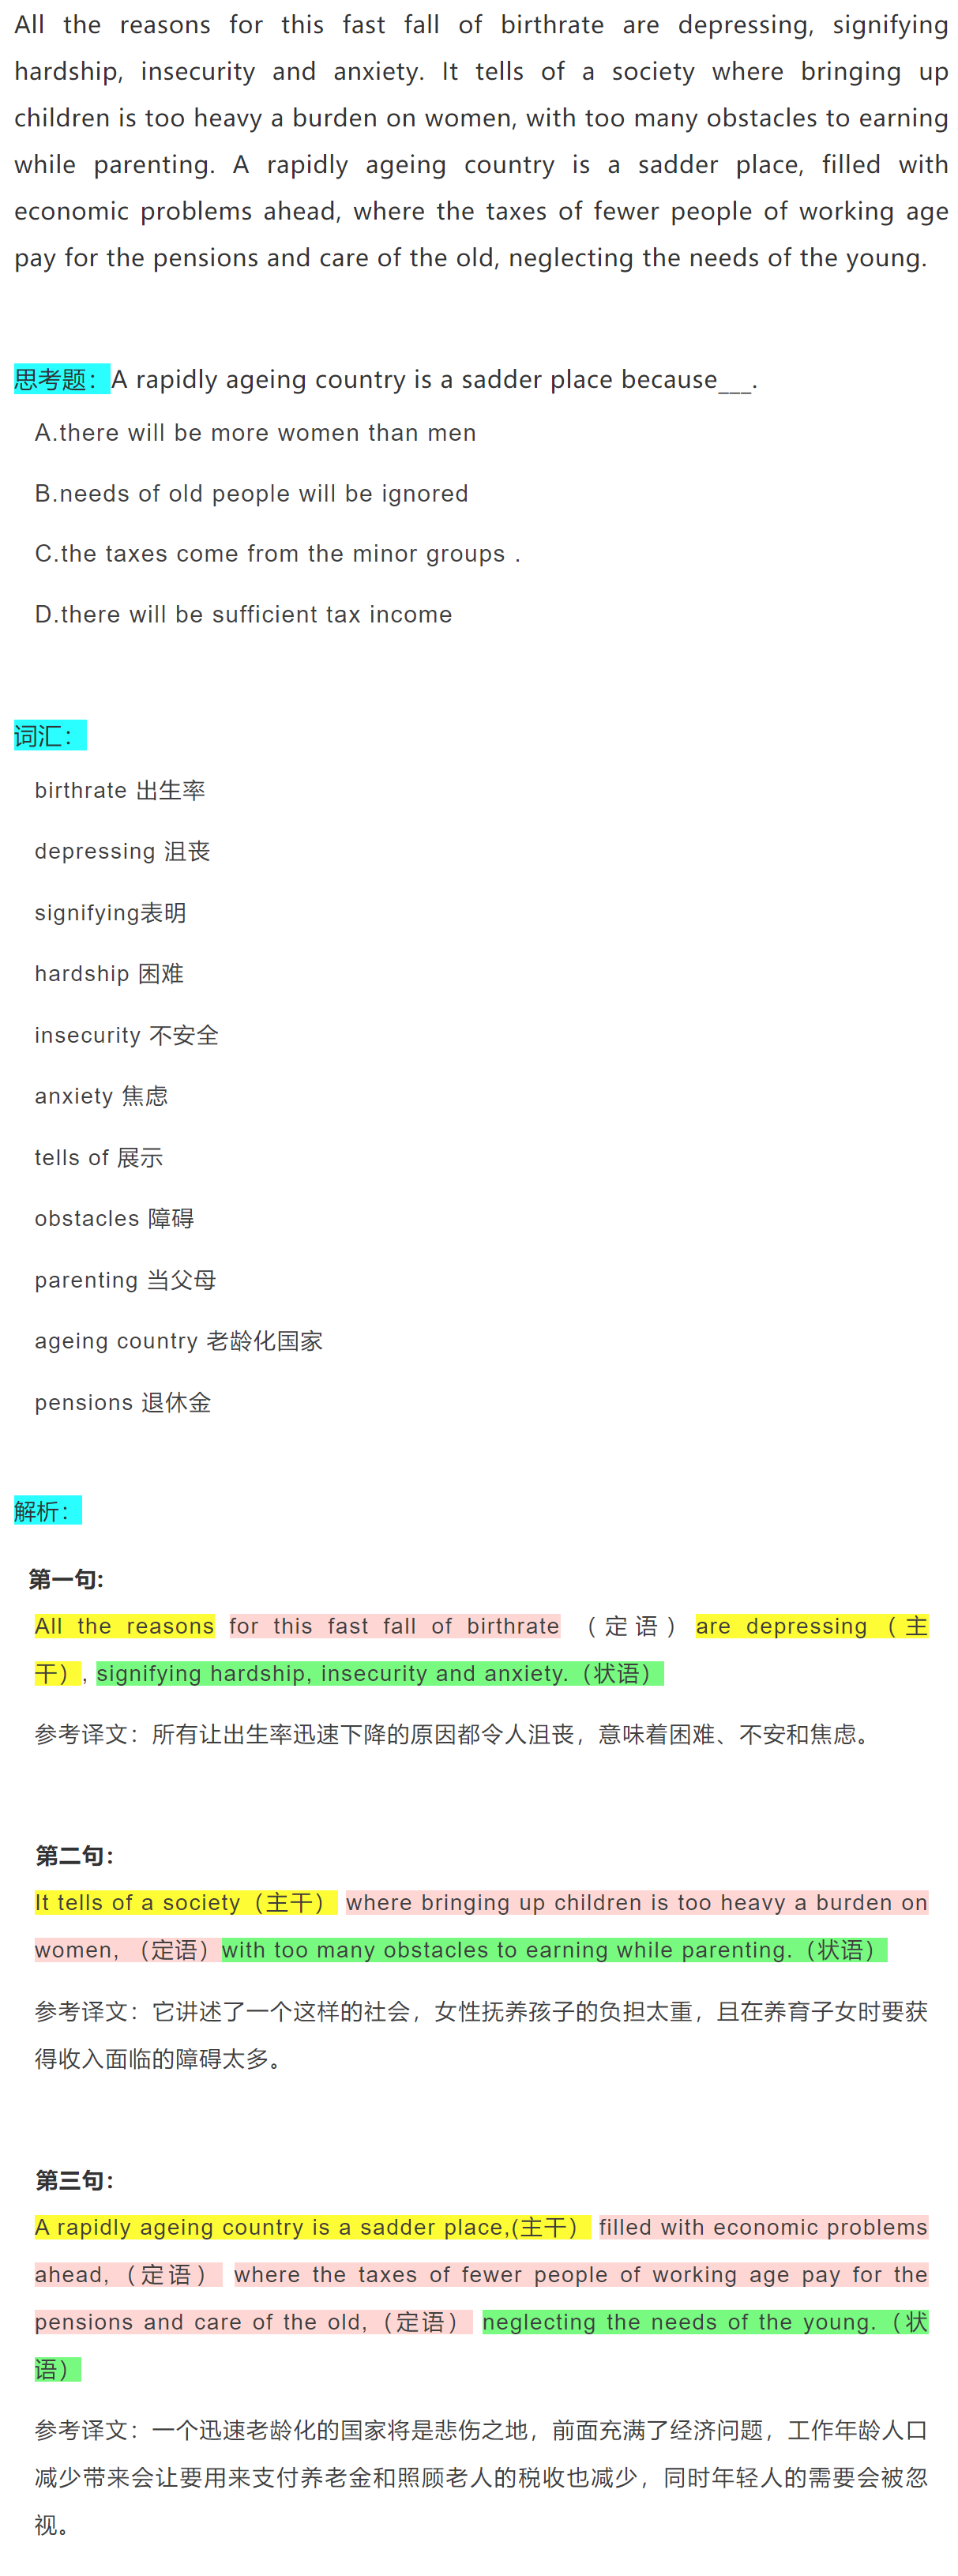 All the reasons for this fast fall of birthrate are depressing, signifying
hardship, insecurity and anxiety. It tells of a society where bringing up
children is too heavy a burden on women, with too many obstacles to earning
while parenting. A rapidly ageing country is a sadder place, filled with
economic problems ahead, where the taxes of fewer people of working age
pay for the pensions and care of the old, neglecting the needs of the young.
思考题：A rapidly ageing country is a sadder place because___.
A.there will be more women than men
B.needs of old people will be ignored
C.the taxes come from the minor groups .
D.there will be sufficient tax income
词汇：
birthrate 出生率
depressing 沮丧
signifying表明
hardship 困难
insecurity 不安全
anxiety 焦虑
tells of 展示
obstacles 障碍
parenting 当父母
ageing country 老龄化国家
pensions 退休金
解析：
第一句:
All the reasons for this fast fall of birthrate （定语）are depressing（主
干）, signifying hardship, insecurity and anxiety.（状语）
参考译文：所有让出生率迅速下降的原因都令人沮丧，意味着困难、不安和焦虑。
第二句：
It tells of a society（主干） where bringing up children is too heavy a burden on
women, （定语）with too many obstacles to earning while parenting.（状语）
参考译文：它讲述了一个这样的社会，女性抚养孩子的负担太重，且在养育子女时要获
得收入面临的障碍太多。
第三句：
A rapidly ageing country is a sadder place,(主干） filled with economic problems
ahead,（定语） where the taxes of fewer people of working age pay for the
pensions and care of the old,（定语） neglecting the needs of the young.（状
语）
参考译文：一个迅速老龄化的国家将是悲伤之地，前面充满了经济问题，工作年龄人口
减少带来会让要用来支付养老金和照顾老人的税收也减少，同时年轻人的需要会被忽
视。